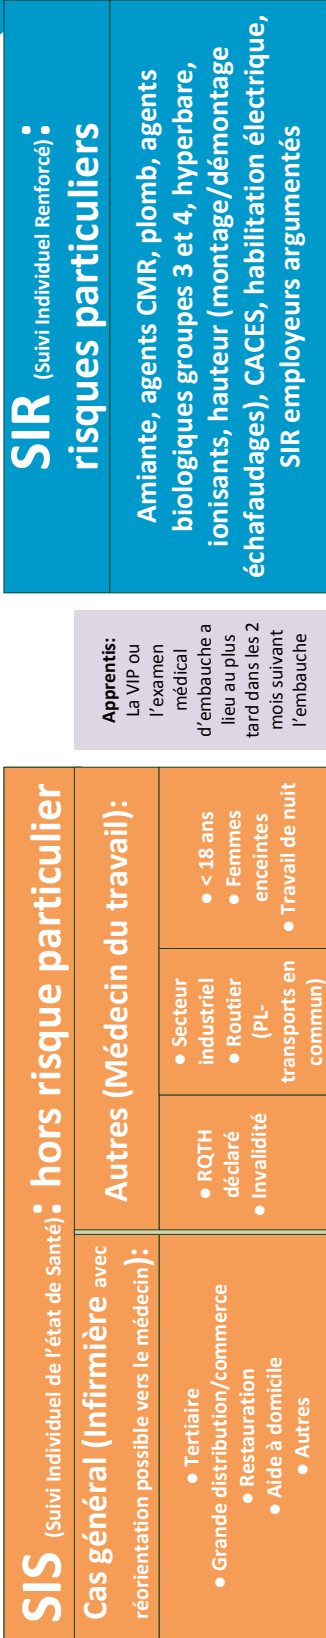 SIS (Suivi Individuel de l'état de Santé): hors risque particulier
Cas général (Infirmière avec
réorientation possible vers le médecin):
• Tertiaire
• Grande distribution/commerce
• Restauration
• Aide à domicile
• Autres
Autres (Médecin du travail):
• RQTH
déclaré
• Invalidité
• Secteur
industriel
• Routier
(PL-
transports en
commun)
• < 18 ans
• Femmes
enceintes
• Travail de nuit
Apprentis:
La VIP ou
l'examen
médical
d'embauche a
lieu au plus
tard dans les 2
mois suivant
l'embauche
SIR (Suivi Individuel Renforcé):
risques particuliers
Amiante, agents CMR, plomb, agents
biologiques groupes 3 et 4, hyperbare,
ionisants, hauteur (montage/démontage
échafaudages), CACES, habilitation électrique,
SIR employeurs argumentés